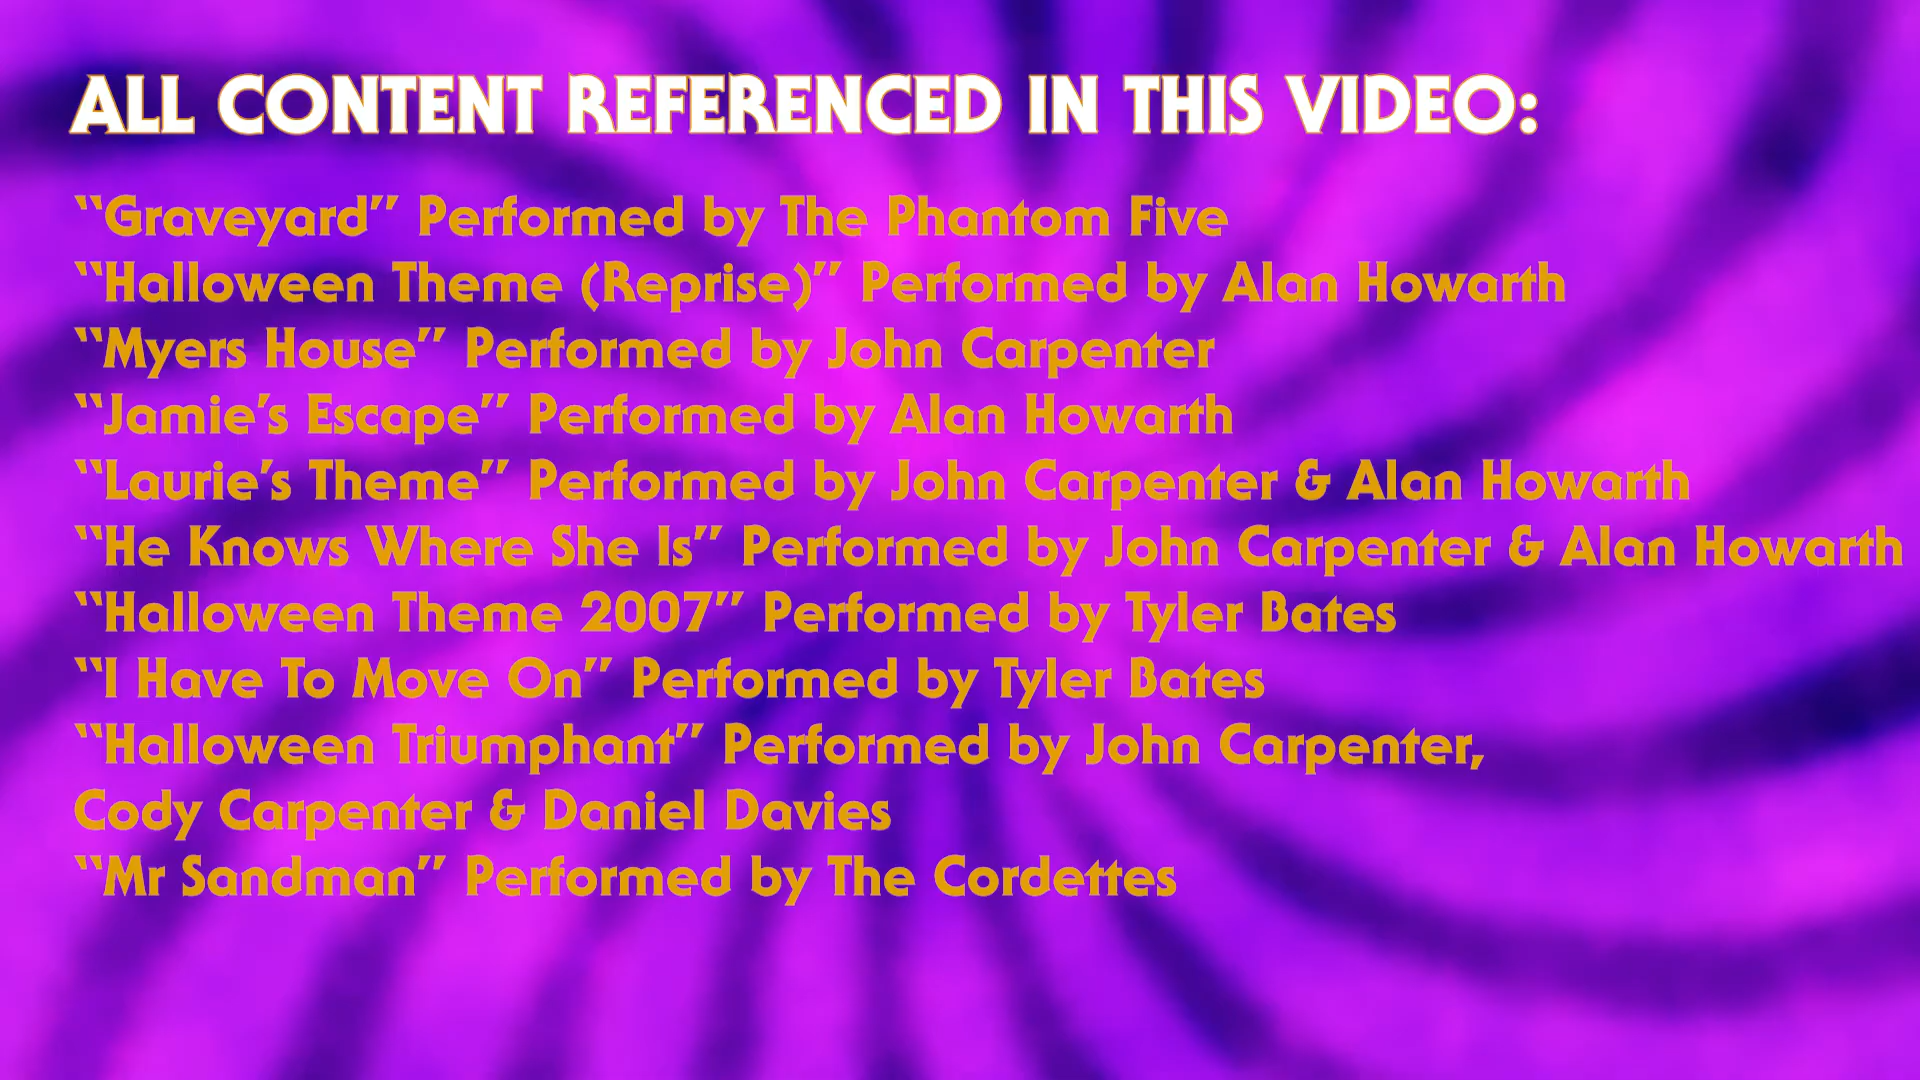 ALL CONTENT REFERENCED IN THIS VIDEO:
“Graveyard” Performed by The Phantom Five
“Halloween Theme (Reprise)” Performed by Alan Howarth
“Myers House” Performed by John Carpenter
“Jamie’s Escape” Performed by Alan Howarth
“Laurie’s Theme” Performed by John Carpenter & Alan Howarth
“He Knows Where She Is” Performed by John Carpenter & Alan Howarth
“Halloween Theme 2007” Performed by Tyler Bates
“I Have To Move On” Performed by Tyler Bates
“Halloween Triumphant” Performed by John Carpenter,
Cody Carpenter & Daniel Davies
“Mr Sandman” Performed by The Cordettes